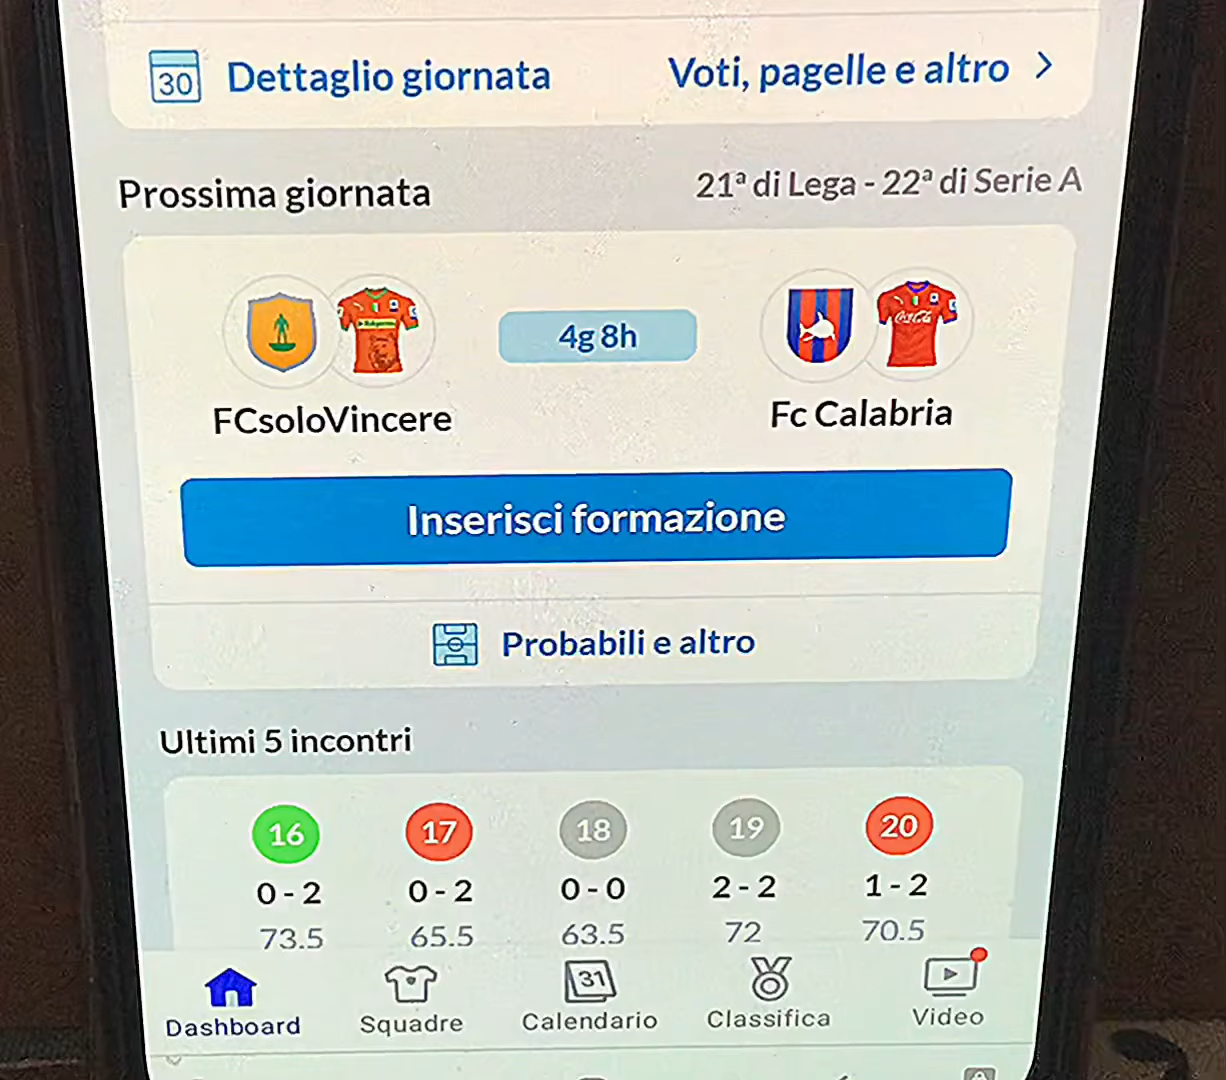 30 Dettaglio giornata Voti, pagelle e altro
Prossima giornata 21ª di Lega - 22ª di Serie A
4g 8h
Coca-Cola
FCsoloVincere Fc Calabria
Inserisci formazione
Probabili e altro
Ultimi 5 incontri
16 17 18 19 20
0 - 2 0 - 2 0 - 0 2 - 2 1 - 2
73.5 65.5 63.5 72 70.5
31
Dashboard Squadre Calendario Classifica Video